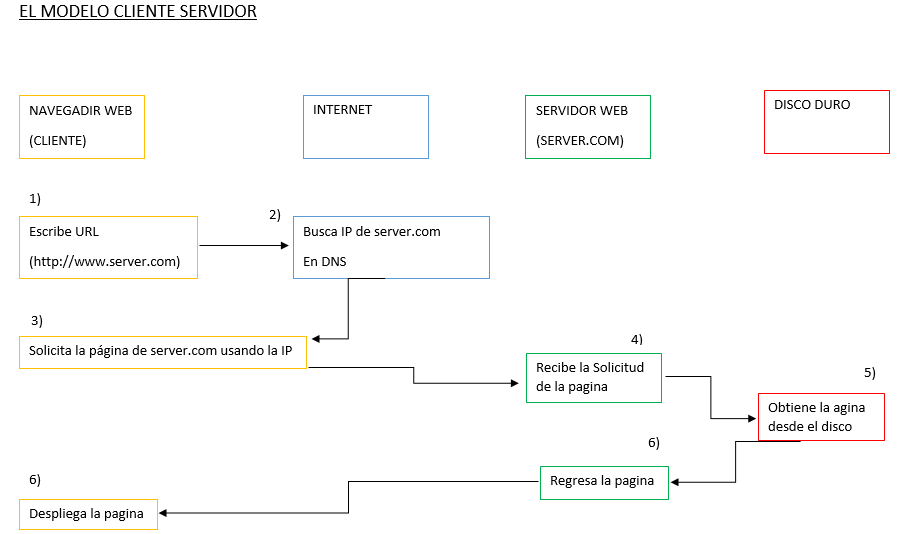 EL MODELO CLIENTE SERVIDOR
NAVEGADIR WEB
(CLIENTE)
INTERNET
SERVIDOR WEB
(SERVER.COM)
DISCO DURO
1)
Escribe URL
(http://www.server.com)
2)
Busca IP de server.com
En DNS
3)
Solicita la página de server.com usando la IP
4)
Recibe la Solicitud
de la pagina
5)
Obtiene la agina
desde el disco
6)
Regresa la pagina
6)
Despliega la pagina